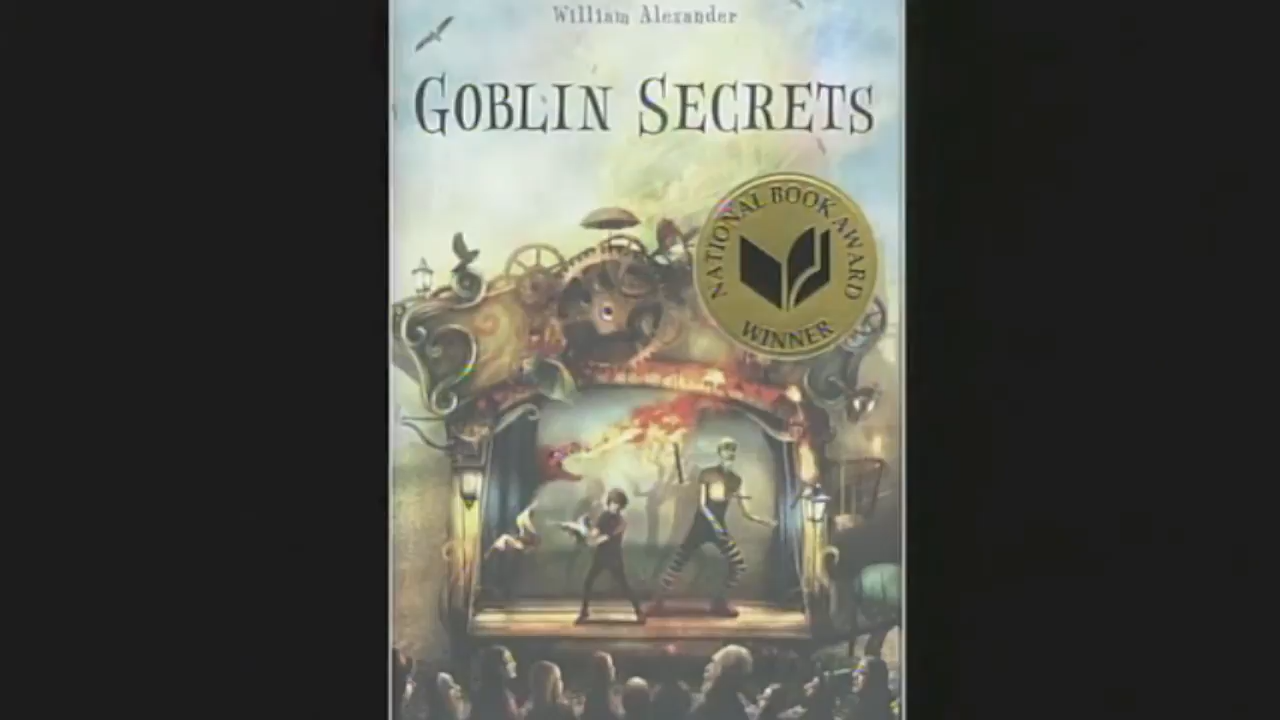 William Alexander
GOBLIN SECRETS
NATIONAL BOOK AWARD
WINNER